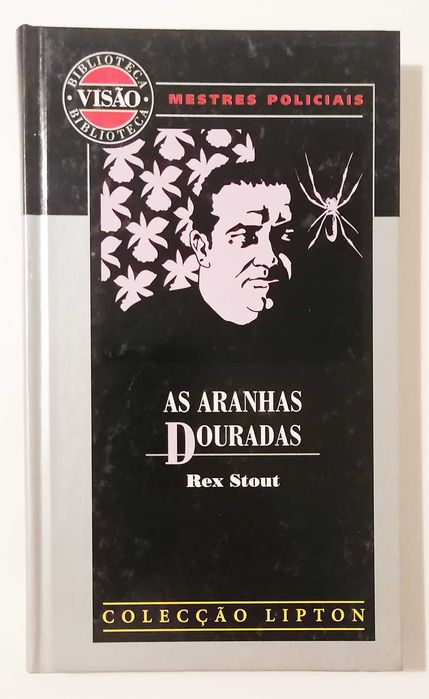 BIBLIOTECA
VISÃO
BIBLIOTECA
MESTRES POLICIAIS
AS ARANHAS
DOURADAS
Rex Stout
COLECÇÃO LIPTON